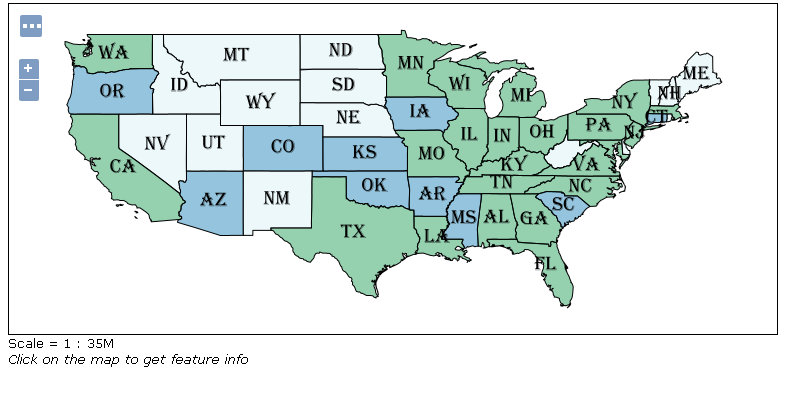 ...
WA
MT
ND
MN
ME
+
OR
ID
SD
WI
MI
NH
–
WY
IA
NY
NV
UT
NE
IL
IN
OH
PA
CT
NJ
CA
CO
KS
MO
KY
VA
AZ
NM
OK
AR
TN
NC
SC
TX
LA
MS
AL
GA
FL
Scale = 1 : 35M
Click on the map to get feature info